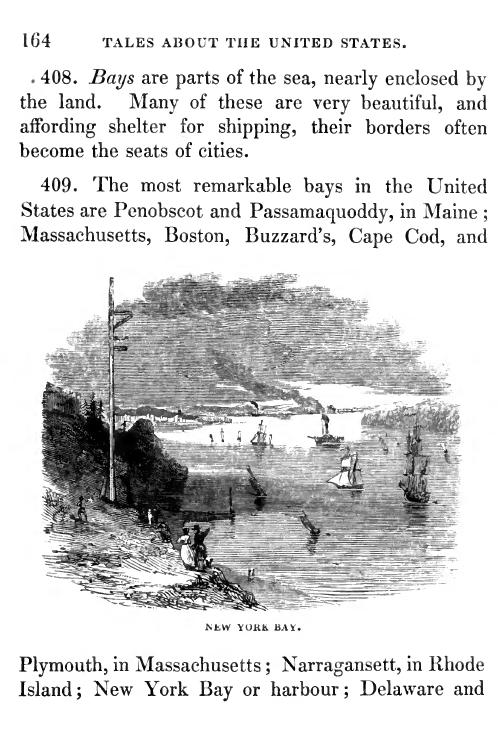 164 TALES ABOUT THE UNITED STATES.
408. Bays are parts of the sea, nearly enclosed by
the land. Many of these are very beautiful, and
affording shelter for shipping, their borders often
become the seats of cities.
409. The most remarkable bays in the United
States are Penobscot and Passamaquoddy, in Maine;
Massachusetts, Boston, Buzzard's, Cape Cod, and
NEW YORK BAY.
Plymouth, in Massachusetts; Narragansett, in Rhode
Island; New York Bay or harbour; Delaware and